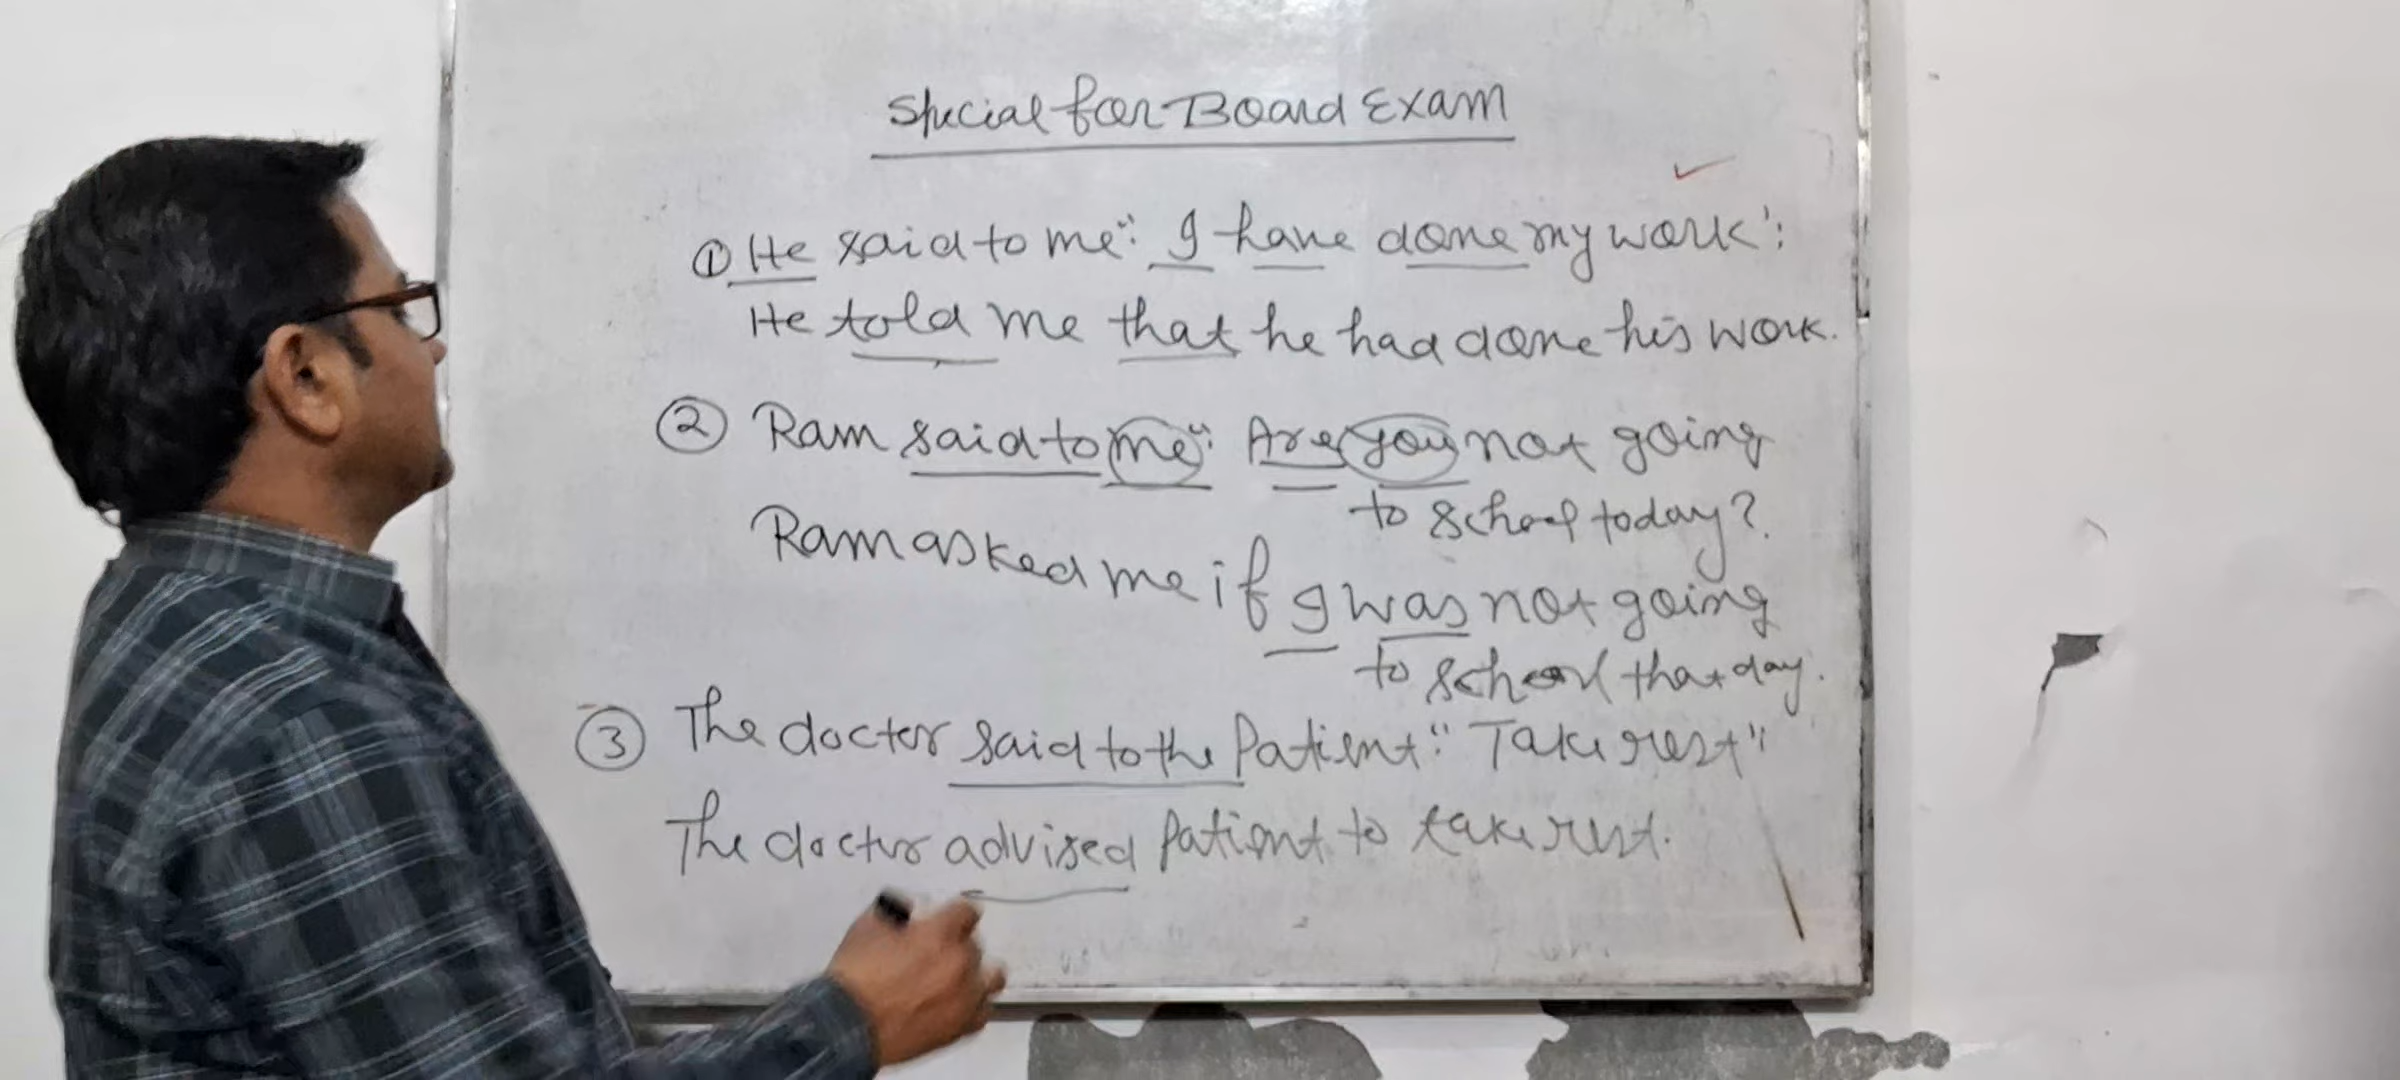 Special for Board Exam
① He said to me" I have done my work"
He told me that he had done his work.
② Ram said to me" Are you not going
to school today?
Ram asked me if I was not going
to school that day.
③ The doctor said to the Patient" Take rest"
The doctor advised Patient to take rest.